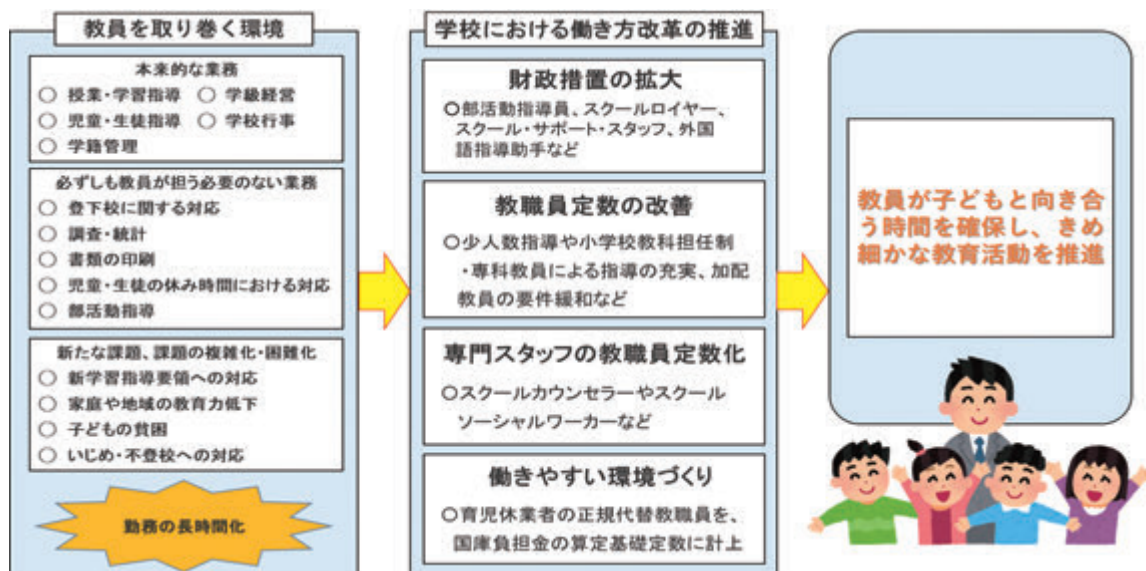 教員を取り巻く環境
本来的な業務
○ 授業・学習指導 ○ 学級経営
○ 児童・生徒指導 ○ 学校行事
○ 学籍管理
必ずしも教員が担う必要のない業務
○ 登下校に関する対応
○ 調査・統計
○ 書類の印刷
○ 児童・生徒の休み時間における対応
○ 部活動指導
新たな課題、課題の複雑化・困難化
○ 新学習指導要領への対応
○ 家庭や地域の教育力低下
○ 子どもの貧困
○ いじめ・不登校への対応
勤務の長時間化
学校における働き方改革の推進
財政措置の拡大
○部活動指導員、スクールロイヤー、
スクール・サポート・スタッフ、外国
語指導助手など
教職員定数の改善
○少人数指導や小学校教科担任制
・専科教員による指導の充実、加配
教員の要件緩和など
専門スタッフの教職員定数化
○スクールカウンセラーやスクール
ソーシャルワーカーなど
働きやすい環境づくり
○育児休業者の正規代替教職員を、
国庫負担金の算定基礎定数に計上
教員が子どもと向き合
う時間を確保し、きめ
細かな教育活動を推進